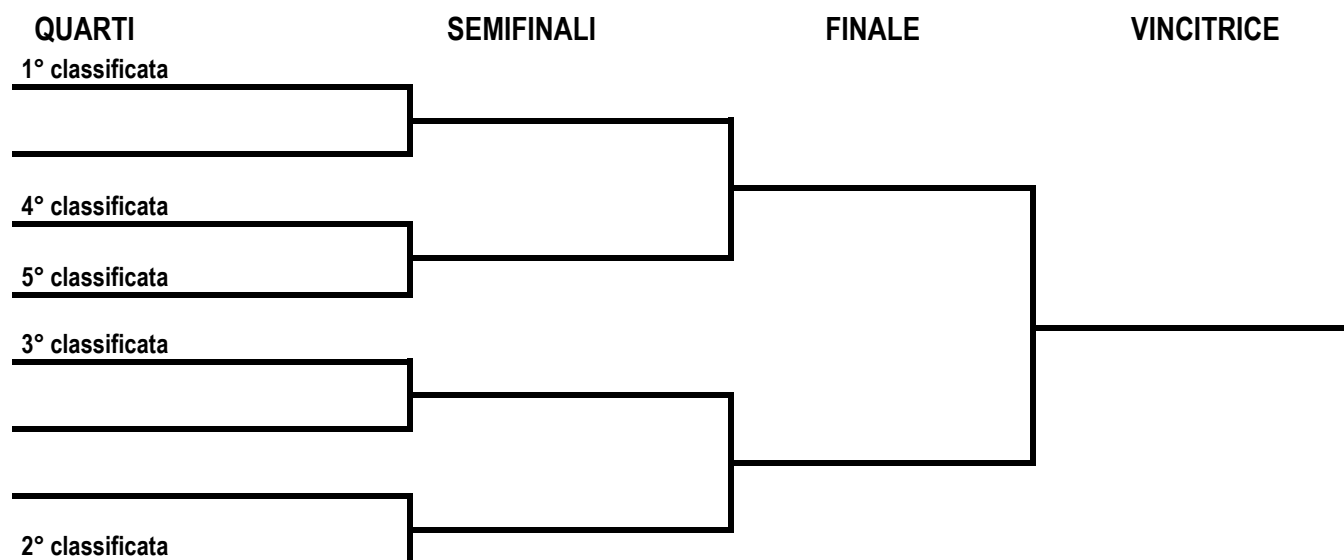 QUARTI SEMIFINALI FINALE VINCITRICE
1° classificata
4° classificata
5° classificata
3° classificata
2° classificata